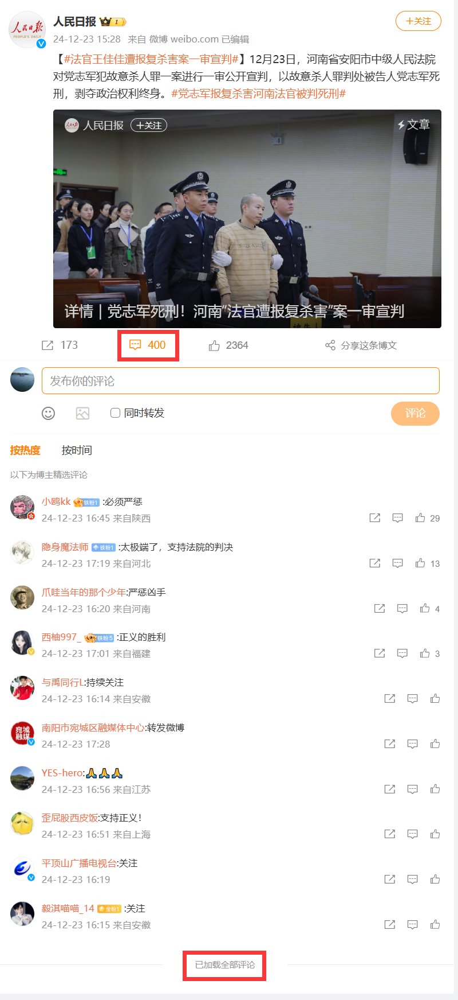 人民日报
PEOPLE'S DAILY
人民日报 I
+关注
24-12-23 15:28 来自 微博 weibo.com 已编辑
【#法官王佳佳遭报复杀害案一审宣判#】12月23日，河南省安阳市中级人民法院
对党志军犯故意杀人罪一案进行一审公开宣判，以故意杀人罪判处被告人党志军死
刑，剥夺政治权利终身。#党志军报复杀害河南法官被判死刑#
人民日报 +关注
文章
详情｜党志军死刑！河南“法官遭报复杀害”案一审宣判
173 400 2364 分享这条博文
发布你的评论
同时转发
评论
按热度 按时间
以下为博主精选评论
小鸥kk 铁粉1 :必须严惩
24-12-23 16:45 来自陕西
29
隐身魔法师 铁粉1 :太极端了，支持法院的判决
24-12-23 17:19 来自河北
13
爪哇当年的那个少年:严惩凶手
24-12-23 16:20 来自河南
4
西柚997_ 铁粉5 :正义的胜利
24-12-23 17:01 来自福建
3
与禹同行L:持续关注
24-12-23 16:14 来自安徽
宛城
融媒
南阳市宛城区融媒体中心:转发微博
24-12-23 17:28
YES-hero:🙏🙏🙏
24-12-23 16:56 来自江苏
歪屁股西皮饭:支持正义！
24-12-23 16:51 来自上海
平顶山广播电视台:关注
24-12-23 16:19
毅淇喵喵_14 金粉1 :关注
24-12-23 16:15 来自安徽
已加载全部评论